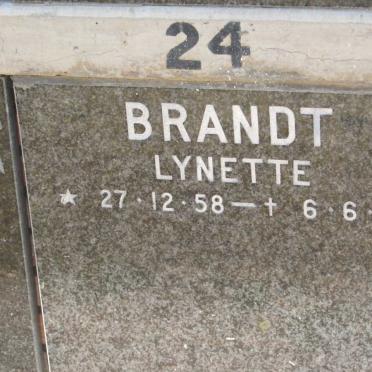 24
BRANDT
LYNETTE
* 27·12·58—† 6·6